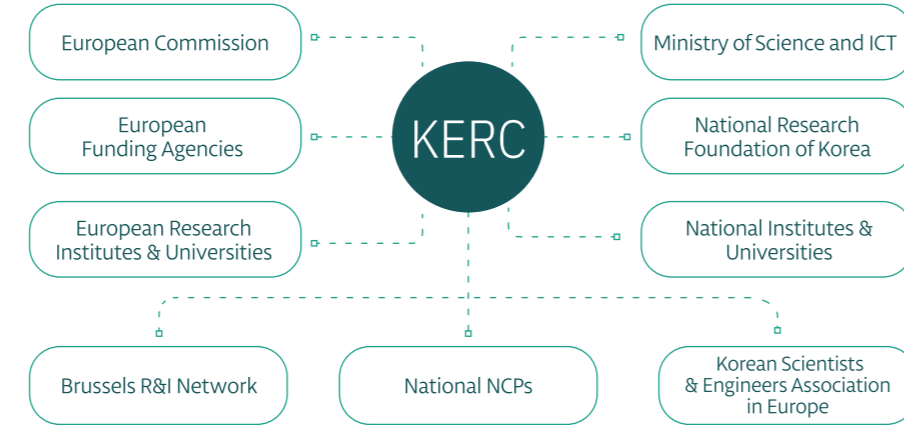 European Commission
Ministry of Science and ICT
KERC
European
Funding Agencies
National Research
Foundation of Korea
European Research
Institutes & Universities
National Institutes &
Universities
Brussels R&I Network
National NCPs
Korean Scientists
& Engineers Association
in Europe